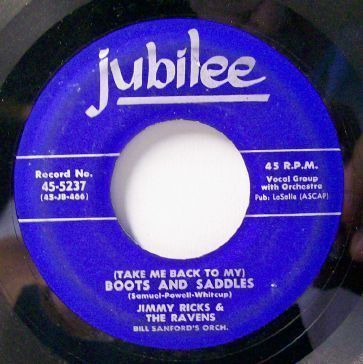 jubilee
Record No.
45-5237
(45-JB-466)
45 R.P.M.
Vocal Group
with Orchestra
Pub: LaSalle (ASCAP)
(TAKE ME BACK TO MY)
BOOTS AND SADDLES
(Samuel-Powell-Whitcup)
JIMMY RICKS &
THE RAVENS
BILL SANFORD'S ORCH.